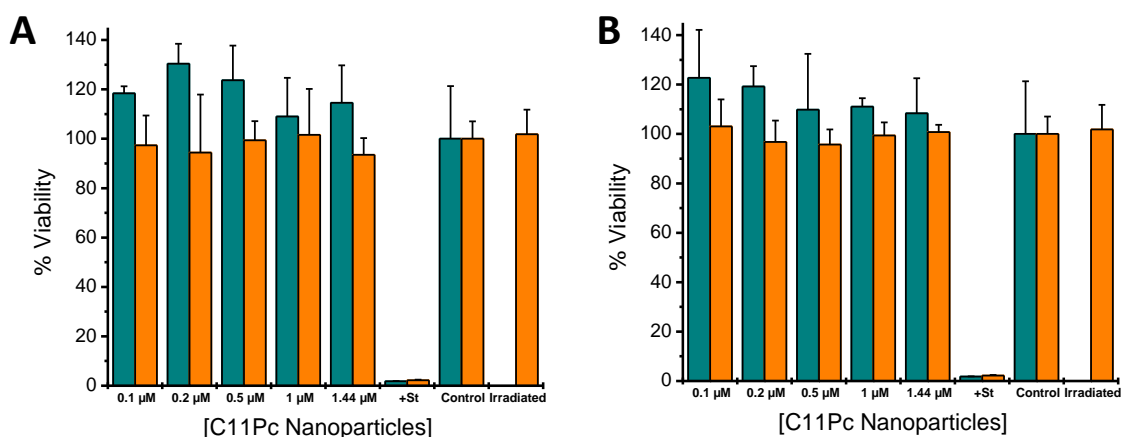 A
% Viability
140
120
100
80
60
40
20
0
0.1 µM 0.2 µM 0.5 µM 1 µM 1.44 µM +St Control Irradiated
[C11Pc Nanoparticles]
B
% Viability
140
120
100
80
60
40
20
0
0.1 µM 0.2 µM 0.5 µM 1 µM 1.44 µM +St Control Irradiated
[C11Pc Nanoparticles]